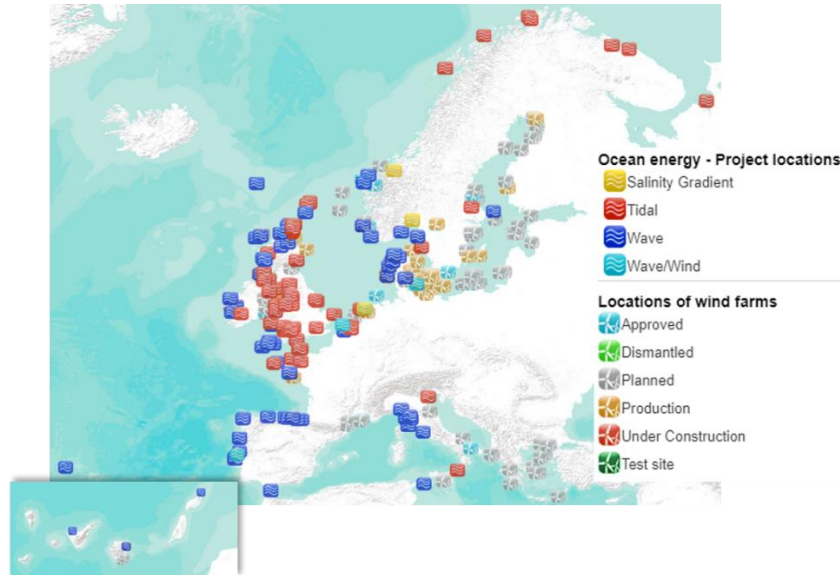 Ocean energy - Project locations
Salinity Gradient
Tidal
Wave
Wave/Wind
Locations of wind farms
Approved
Dismantled
Planned
Production
Under Construction
Test site